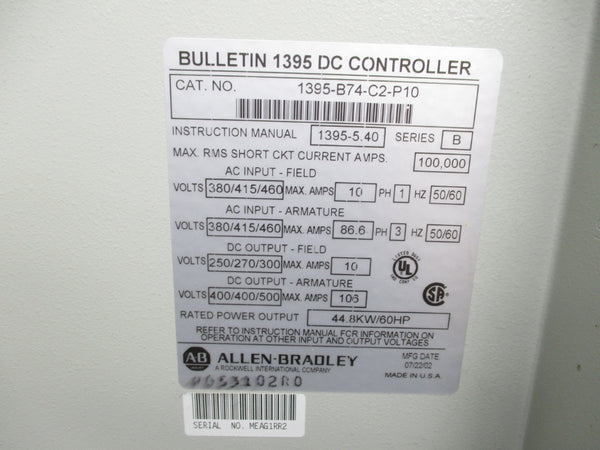 BULLETIN 1395 DC CONTROLLER
CAT. NO. 1395-B74-C2-P10
INSTRUCTION MANUAL 1395-5.40 SERIES B
MAX. RMS SHORT CKT CURRENT AMPS. 100,000
AC INPUT - FIELD
VOLTS 380/415/460 MAX. AMPS 10 PH 1 HZ 50/60
AC INPUT - ARMATURE
VOLTS 380/415/460 MAX. AMPS 86.6 PH 3 HZ 50/60
DC OUTPUT - FIELD
VOLTS 250/270/300 MAX. AMPS 10
DC OUTPUT - ARMATURE
VOLTS 400/400/500 MAX. AMPS 106
LISTED UL
SA
RATED POWER OUTPUT 44.8KW/60HP
REFER TO INSTRUCTION MANUAL FOR INFORMATION
OPERATION AT OTHER INPUT AND OUTPUT VOLTAGES
AB ALLEN-BRADLEY
A ROCKWELL INTERNATIONAL COMPANY
MFG DATE
07/22/02
MADE IN U.S.A.
P053102R0
SERIAL NO. MEAG1RR2